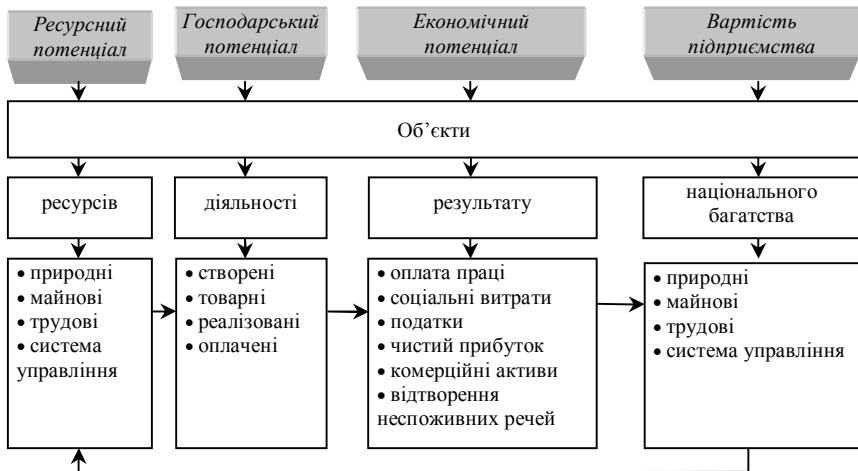 Ресурсний
потенціал
Господарський
потенціал
Економічний
потенціал
Вартість
підприємства
Об’єкти
ресурсів
діяльності
результату
національного
багатства
• природні
• майнові
• трудові
• система
управління
• створені
• товарні
• реалізовані
• оплачені
• оплата праці
• соціальні витрати
• податки
• чистий прибуток
• комерційні активи
• відтворення
неспоживних речей
• природні
• майнові
• трудові
• система управління